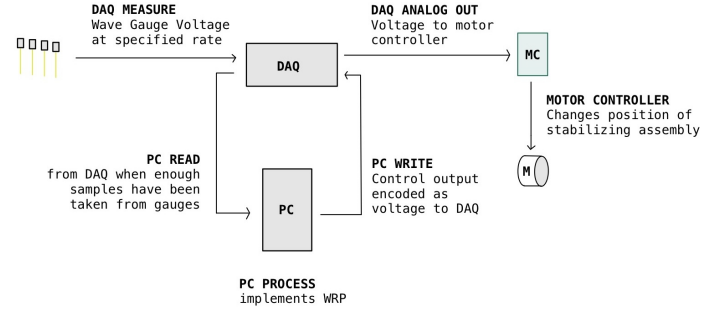 DAQ MEASURE
Wave Gauge Voltage
at specified rate
DAQ ANALOG OUT
Voltage to motor
controller
DAQ
MC
MOTOR CONTROLLER
Changes position of
stabilizing assembly
M
PC READ
from DAQ when enough
samples have been
taken from gauges
PC
PC WRITE
Control output
encoded as
voltage to DAQ
PC PROCESS
implements WRP